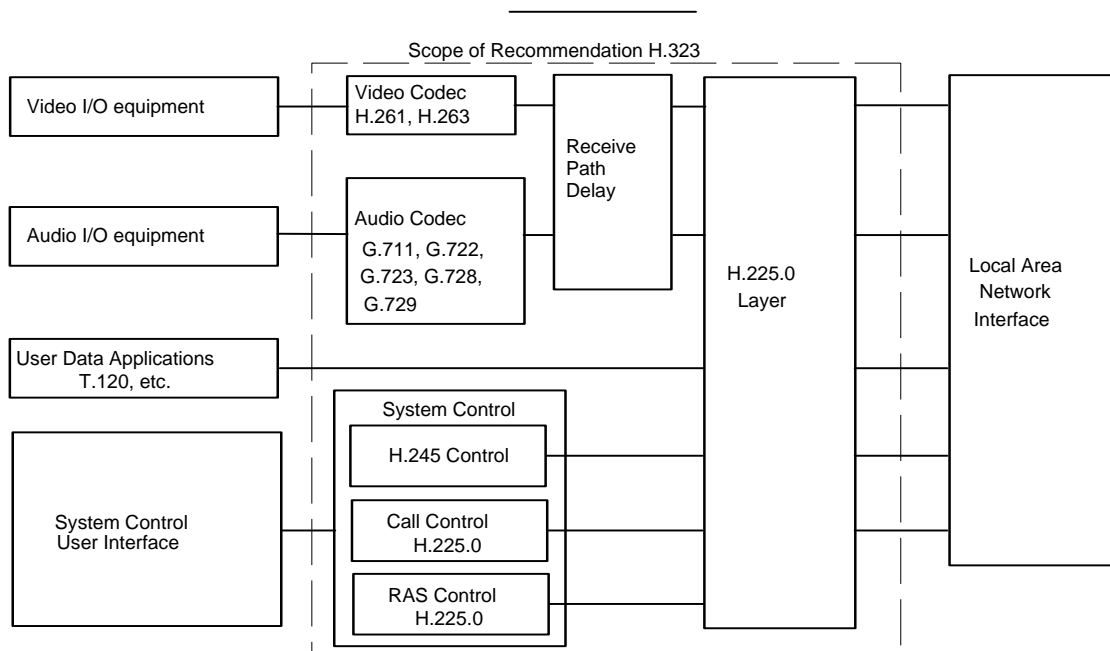 Scope of Recommendation H.323
Video I/O equipment
Video Codec
H.261, H.263
Receive
Path
Delay
Audio I/O equipment
Audio Codec
G.711, G.722,
G.723, G.728,
G.729
H.225.0
Layer
Local Area
Network
Interface
User Data Applications
T.120, etc.
System Control
H.245 Control
System Control
User Interface
Call Control
H.225.0
RAS Control
H.225.0